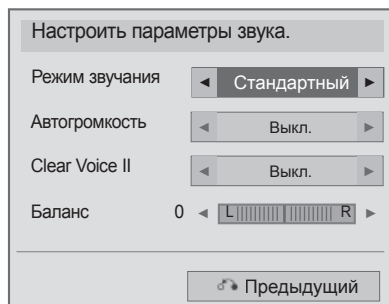 Настроить параметры звука.
Режим звучания ◄ Стандартный ►
Автогромкость ◄ Выкл. ►
Clear Voice II ◄ Выкл. ►
Баланс 0 ◄ L R ►
Предыдущий